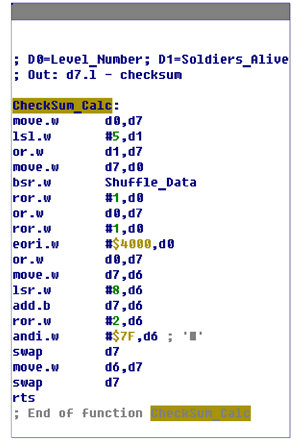 ; D0=Level_Number; D1=Soldiers_Alive
; Out: d7.l - checksum
CheckSum_Calc:
move.w d0,d7
lsl.w #5,d1
or.w d1,d7
move.w d7,d0
bsr.w Shuffle_Data
ror.w #1,d0
or.w d0,d7
ror.w #1,d0
eori.w #$4000,d0
or.w d0,d7
move.w d7,d6
lsr.w #8,d6
add.b d7,d6
ror.w #2,d6
andi.w #$7F,d6 ; '■'
swap d7
move.w d6,d7
swap d7
rts
; End of function CheckSum_Calc